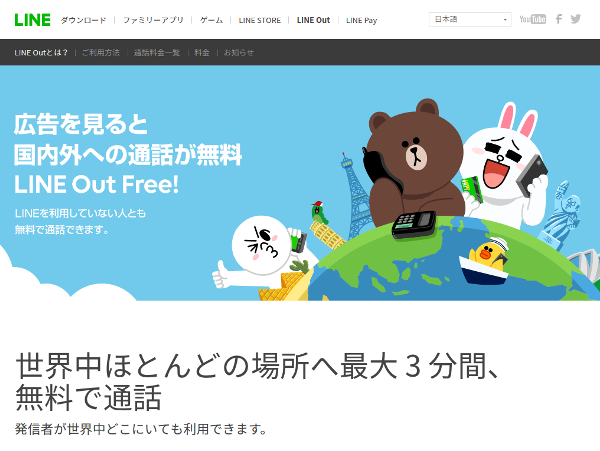 LINE ダウンロード ファミリーアプリ ゲーム LINE STORE LINE Out LINE Pay 日本語 YouTube
LINE Outとは？ ご利用方法 通話料金一覧 料金 お知らせ
広告を見ると
国内外への通話が無料
LINE Out Free!
LINEを利用していない人とも
無料で通話できます。
世界中ほとんどの場所へ最大３分間、
無料で通話
発信者が世界中どこにいても利用できます。